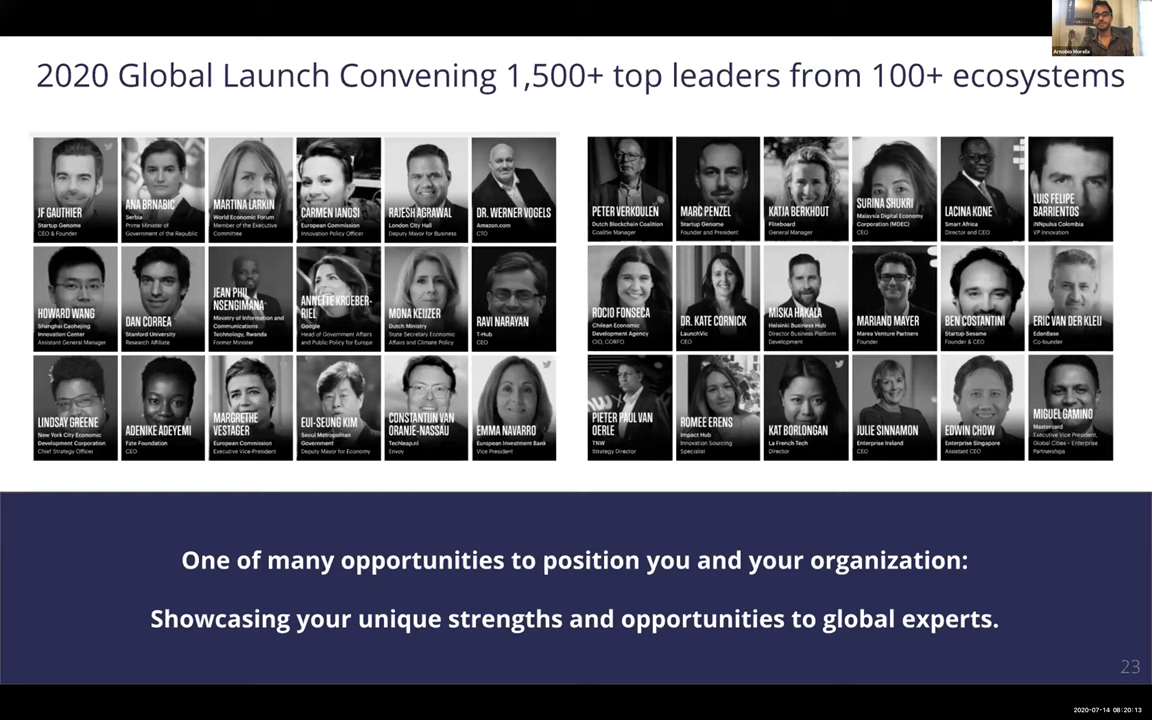 Arnobio Morelix
2020 Global Launch Convening 1,500+ top leaders from 100+ ecosystems
JF GAUTHIER
Startup Genome
CEO & Founder
ANA BRNABIC
Serbia
Prime Minister of
Government of the Republic
MARTINA LARKIN
World Economic Forum
Member of the Executive
Committee
CARMEN IANOSI
European Commission
Innovation Policy Officer
RAJESH AGRAWAL
London City Hall
Deputy Mayor for Business
DR. WERNER VOGELS
Amazon.com
CTO
PETER VERKOULEN
Dutch Blockchain Coalition
Coalitie Manager
MARC PENZEL
Startup Genome
Founder and President
KATJA BERKHOUT
Fliteboard
General Manager
SURINA SHUKRI
Malaysia Digital Economy
Corporation (MDEC)
CEO
LACINA KONE
Smart Africa
Director and CEO
LUIS FELIPE
BARRIENTOS
INNpulsa Colombia
VP Innovation
HOWARD WANG
Shanghai Caohejing
Innovation Center
Assistant General Manager
DAN CORREA
Stanford University
Research Affiliate
JEAN PHIL
NSENGIMANA
Ministry of Information and
Communications
Technology, Rwanda
Former Minister
ANNETTE KROEBER-
RIEL
Google
Head of Government Affairs
and Public Policy for Europe
MONA KEIJZER
Dutch Ministry
State Secretary Economic
Affairs and Climate Policy
RAVI NARAYAN
T-Hub
CEO
ROCIO FONSECA
Chilean Economic
Development Agency
CIO, CORFO
DR. KATE CORNICK
LaunchVic
CEO
MISKA HAKALA
Helsinki Business Hub
Director Business Platform
Development
MARIANO MAYER
Marea Venture Partners
Founder
BEN COSTANTINI
Startup Sesame
Founder & CEO
ERIC VAN DER KLEIJ
EdenBase
Co-founder
LINDSAY GREENE
New York City Economic
Development Corporation
Chief Strategy Officer
ADENIKE ADEYEMI
Fate Foundation
CEO
MARGRETHE
VESTAGER
European Commission
Executive Vice-President
EUI-SEUNG KIM
Seoul Metropolitan
Government
Deputy Mayor for Economy
CONSTANTIJN VAN
ORANJE-NASSAU
Techleap.nl
Envoy
EMMA NAVARRO
European Investment Bank
Vice President
PIETER PAUL VAN
OERLE
TNW
Strategy Director
ROMEE ERENS
Impact Hub
Innovation Sourcing
Specialist
KAT BORLONGAN
La French Tech
Director
JULIE SINNAMON
Enterprise Ireland
CEO
EDWIN CHOW
Enterprise Singapore
Assistant CEO
MIGUEL GAMINO
Mastercard
Executive Vice President,
Global Cities - Enterprise
Partnerships
One of many opportunities to position you and your organization:
Showcasing your unique strengths and opportunities to global experts.
23
2020-07-14 08:20:13